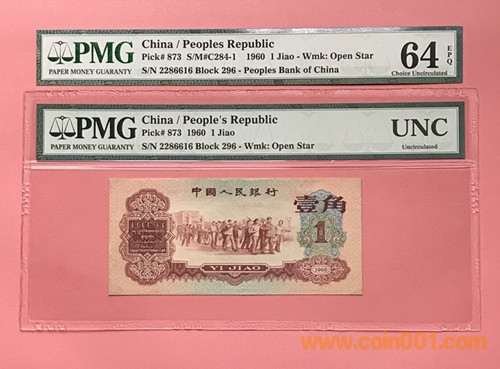 PMG
PAPER MONEY GUARANTY
China / Peoples Republic
Pick# 873 S/M#C284-1 1960 1 Jiao - Wmk: Open Star
S/N 2286616 Block 296 - Peoples Bank of China
64 EPQ
Choice Uncirculated
PMG
PAPER MONEY GUARANTY
China / People's Republic
Pick# 873 1960 1 Jiao
S/N 2286616 Block 296 - Wmk: Open Star
UNC
Uncirculated
中國人民銀行
壹角
1
YI JIAO
1960
www.coin001.com